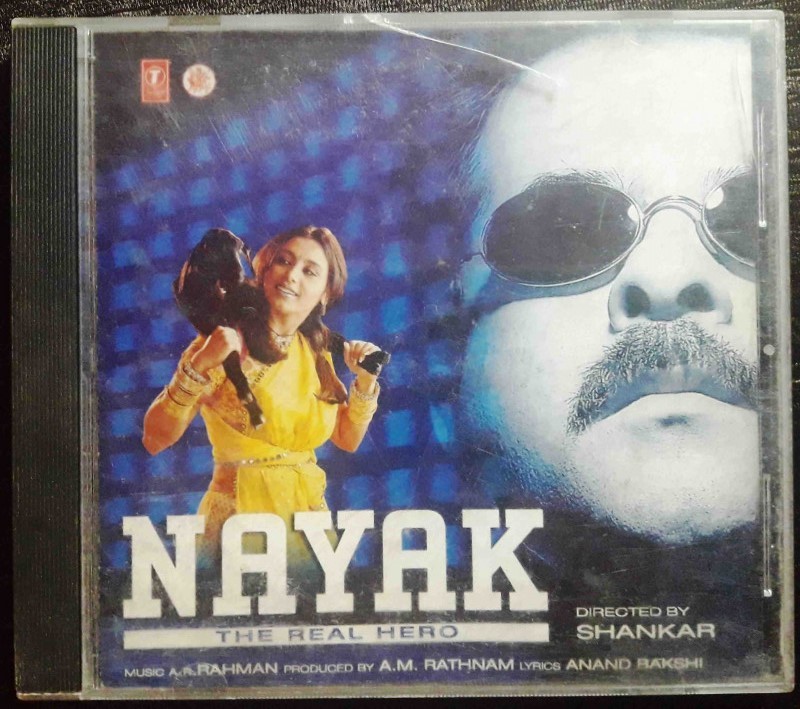 T
NAYAK
THE REAL HERO
DIRECTED BY
SHANKAR
MUSIC A.R. RAHMAN PRODUCED BY A.M. RATHNAM LYRICS ANAND BAKSHI